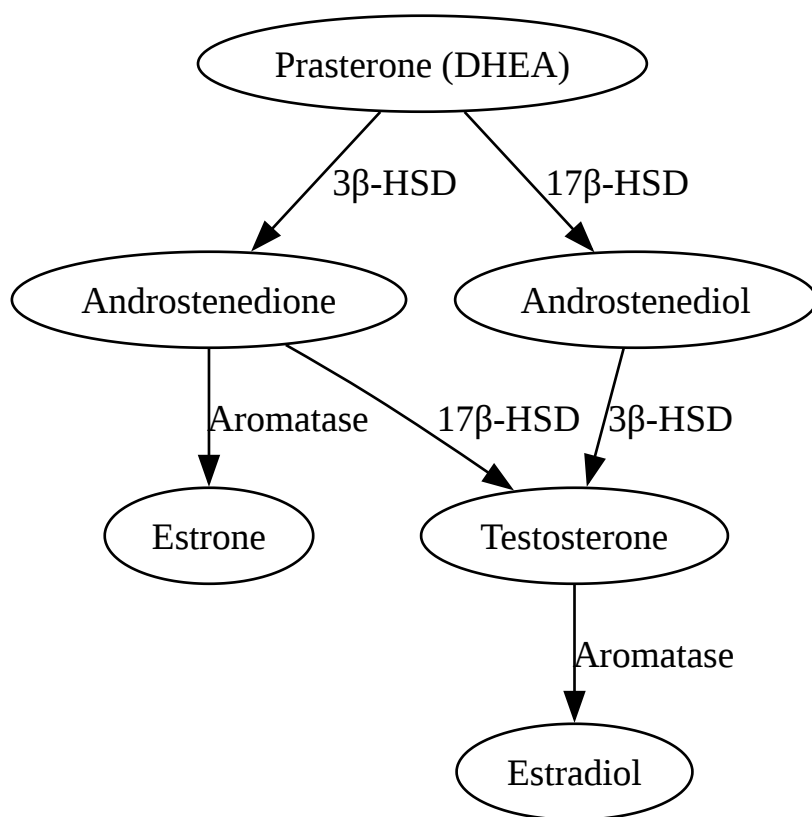 Prasterone (DHEA)
3β-HSD
17β-HSD
Androstenedione
Androstenediol
Aromatase
17β-HSD
3β-HSD
Estrone
Testosterone
Aromatase
Estradiol